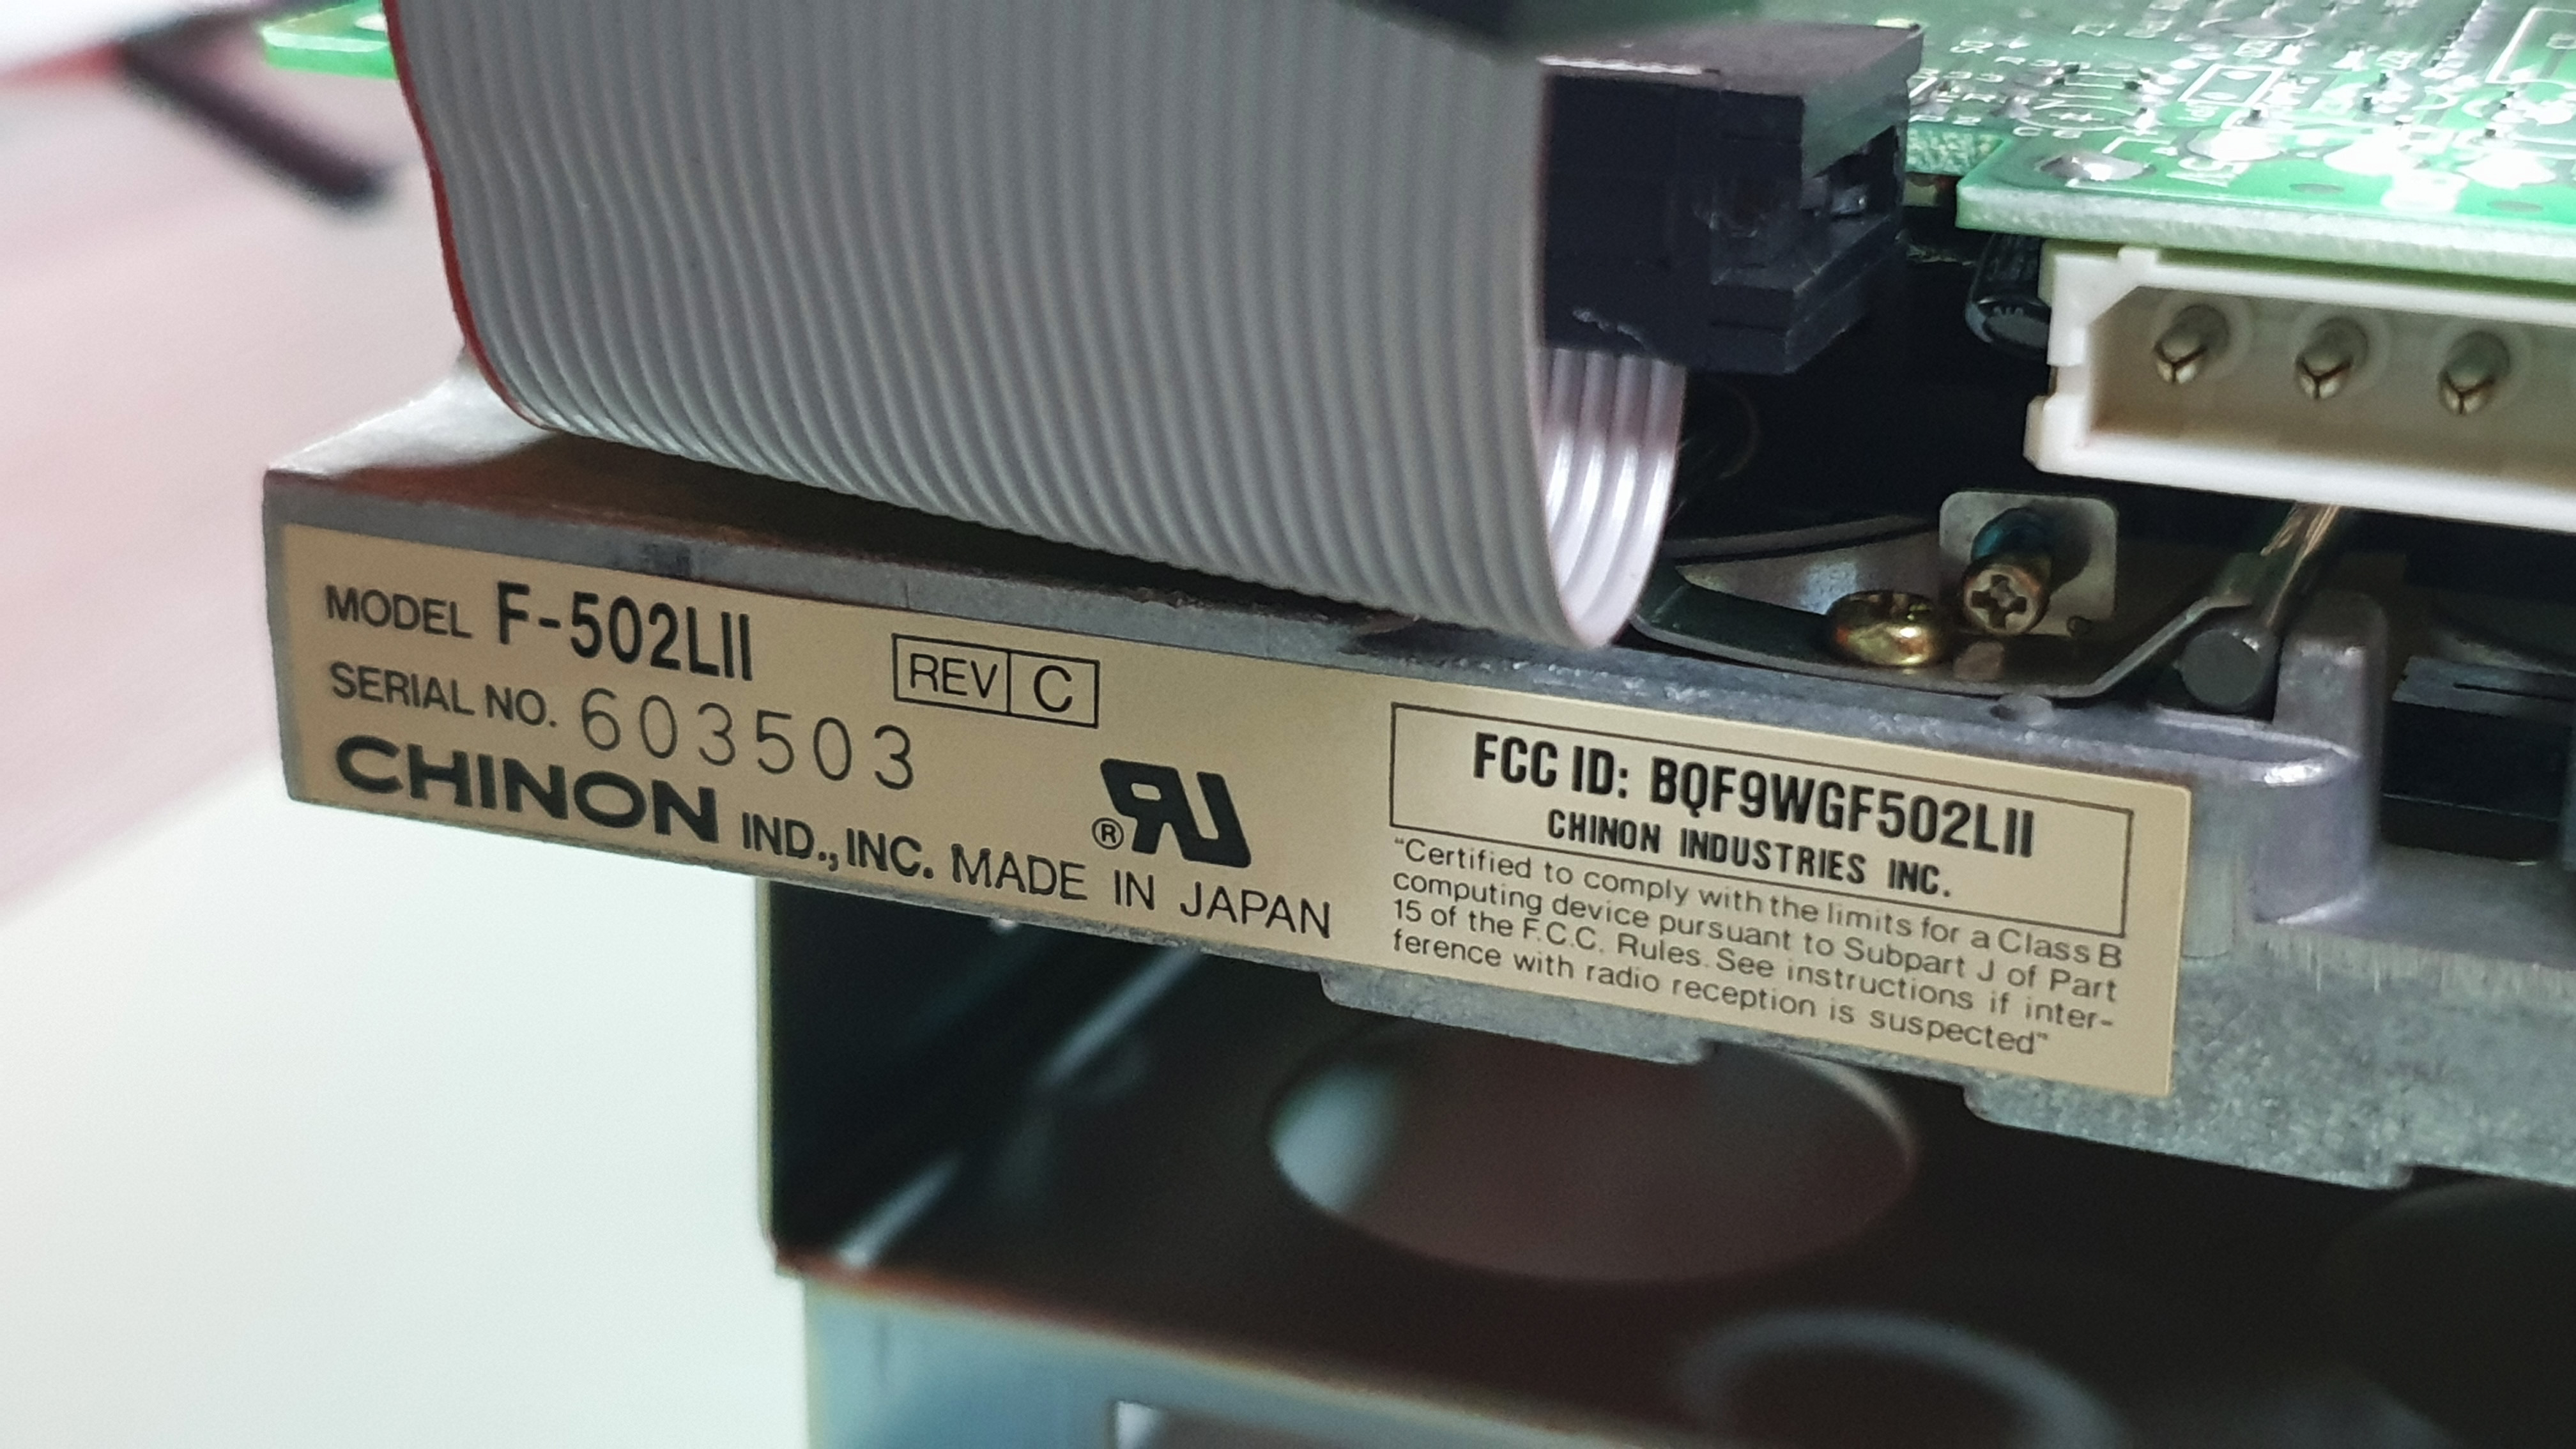 MODEL F-502LII
REV C
SERIAL NO. 603503
CHINON IND., INC. MADE IN JAPAN
®
FCC ID: BQF9WGF502LII
CHINON INDUSTRIES INC.
"Certified to comply with the limits for a Class B
computing device pursuant to Subpart J of Part
15 of the F.C.C. Rules. See instructions if inter-
ference with radio reception is suspected"